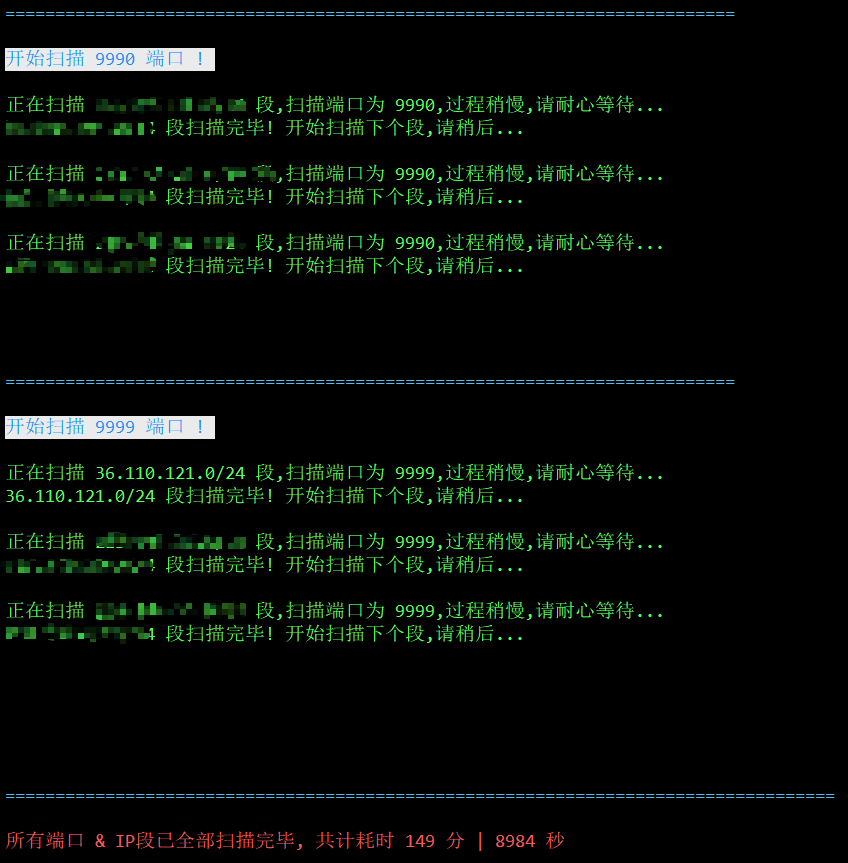 =========================================================================
开始扫描 9990 端口 !
正在扫描 段,扫描端口为 9990,过程稍慢,请耐心等待...
段扫描完毕! 开始扫描下个段,请稍后...
正在扫描 段,扫描端口为 9990,过程稍慢,请耐心等待...
段扫描完毕! 开始扫描下个段,请稍后...
正在扫描 段,扫描端口为 9990,过程稍慢,请耐心等待...
段扫描完毕! 开始扫描下个段,请稍后...
=========================================================================
开始扫描 9999 端口 !
正在扫描 36.110.121.0/24 段,扫描端口为 9999,过程稍慢,请耐心等待...
36.110.121.0/24 段扫描完毕! 开始扫描下个段,请稍后...
正在扫描 段,扫描端口为 9999,过程稍慢,请耐心等待...
段扫描完毕! 开始扫描下个段,请稍后...
正在扫描 段,扫描端口为 9999,过程稍慢,请耐心等待...
段扫描完毕! 开始扫描下个段,请稍后...
===================================================================================
所有端口 & IP段已全部扫描完毕, 共计耗时 149 分 | 8984 秒